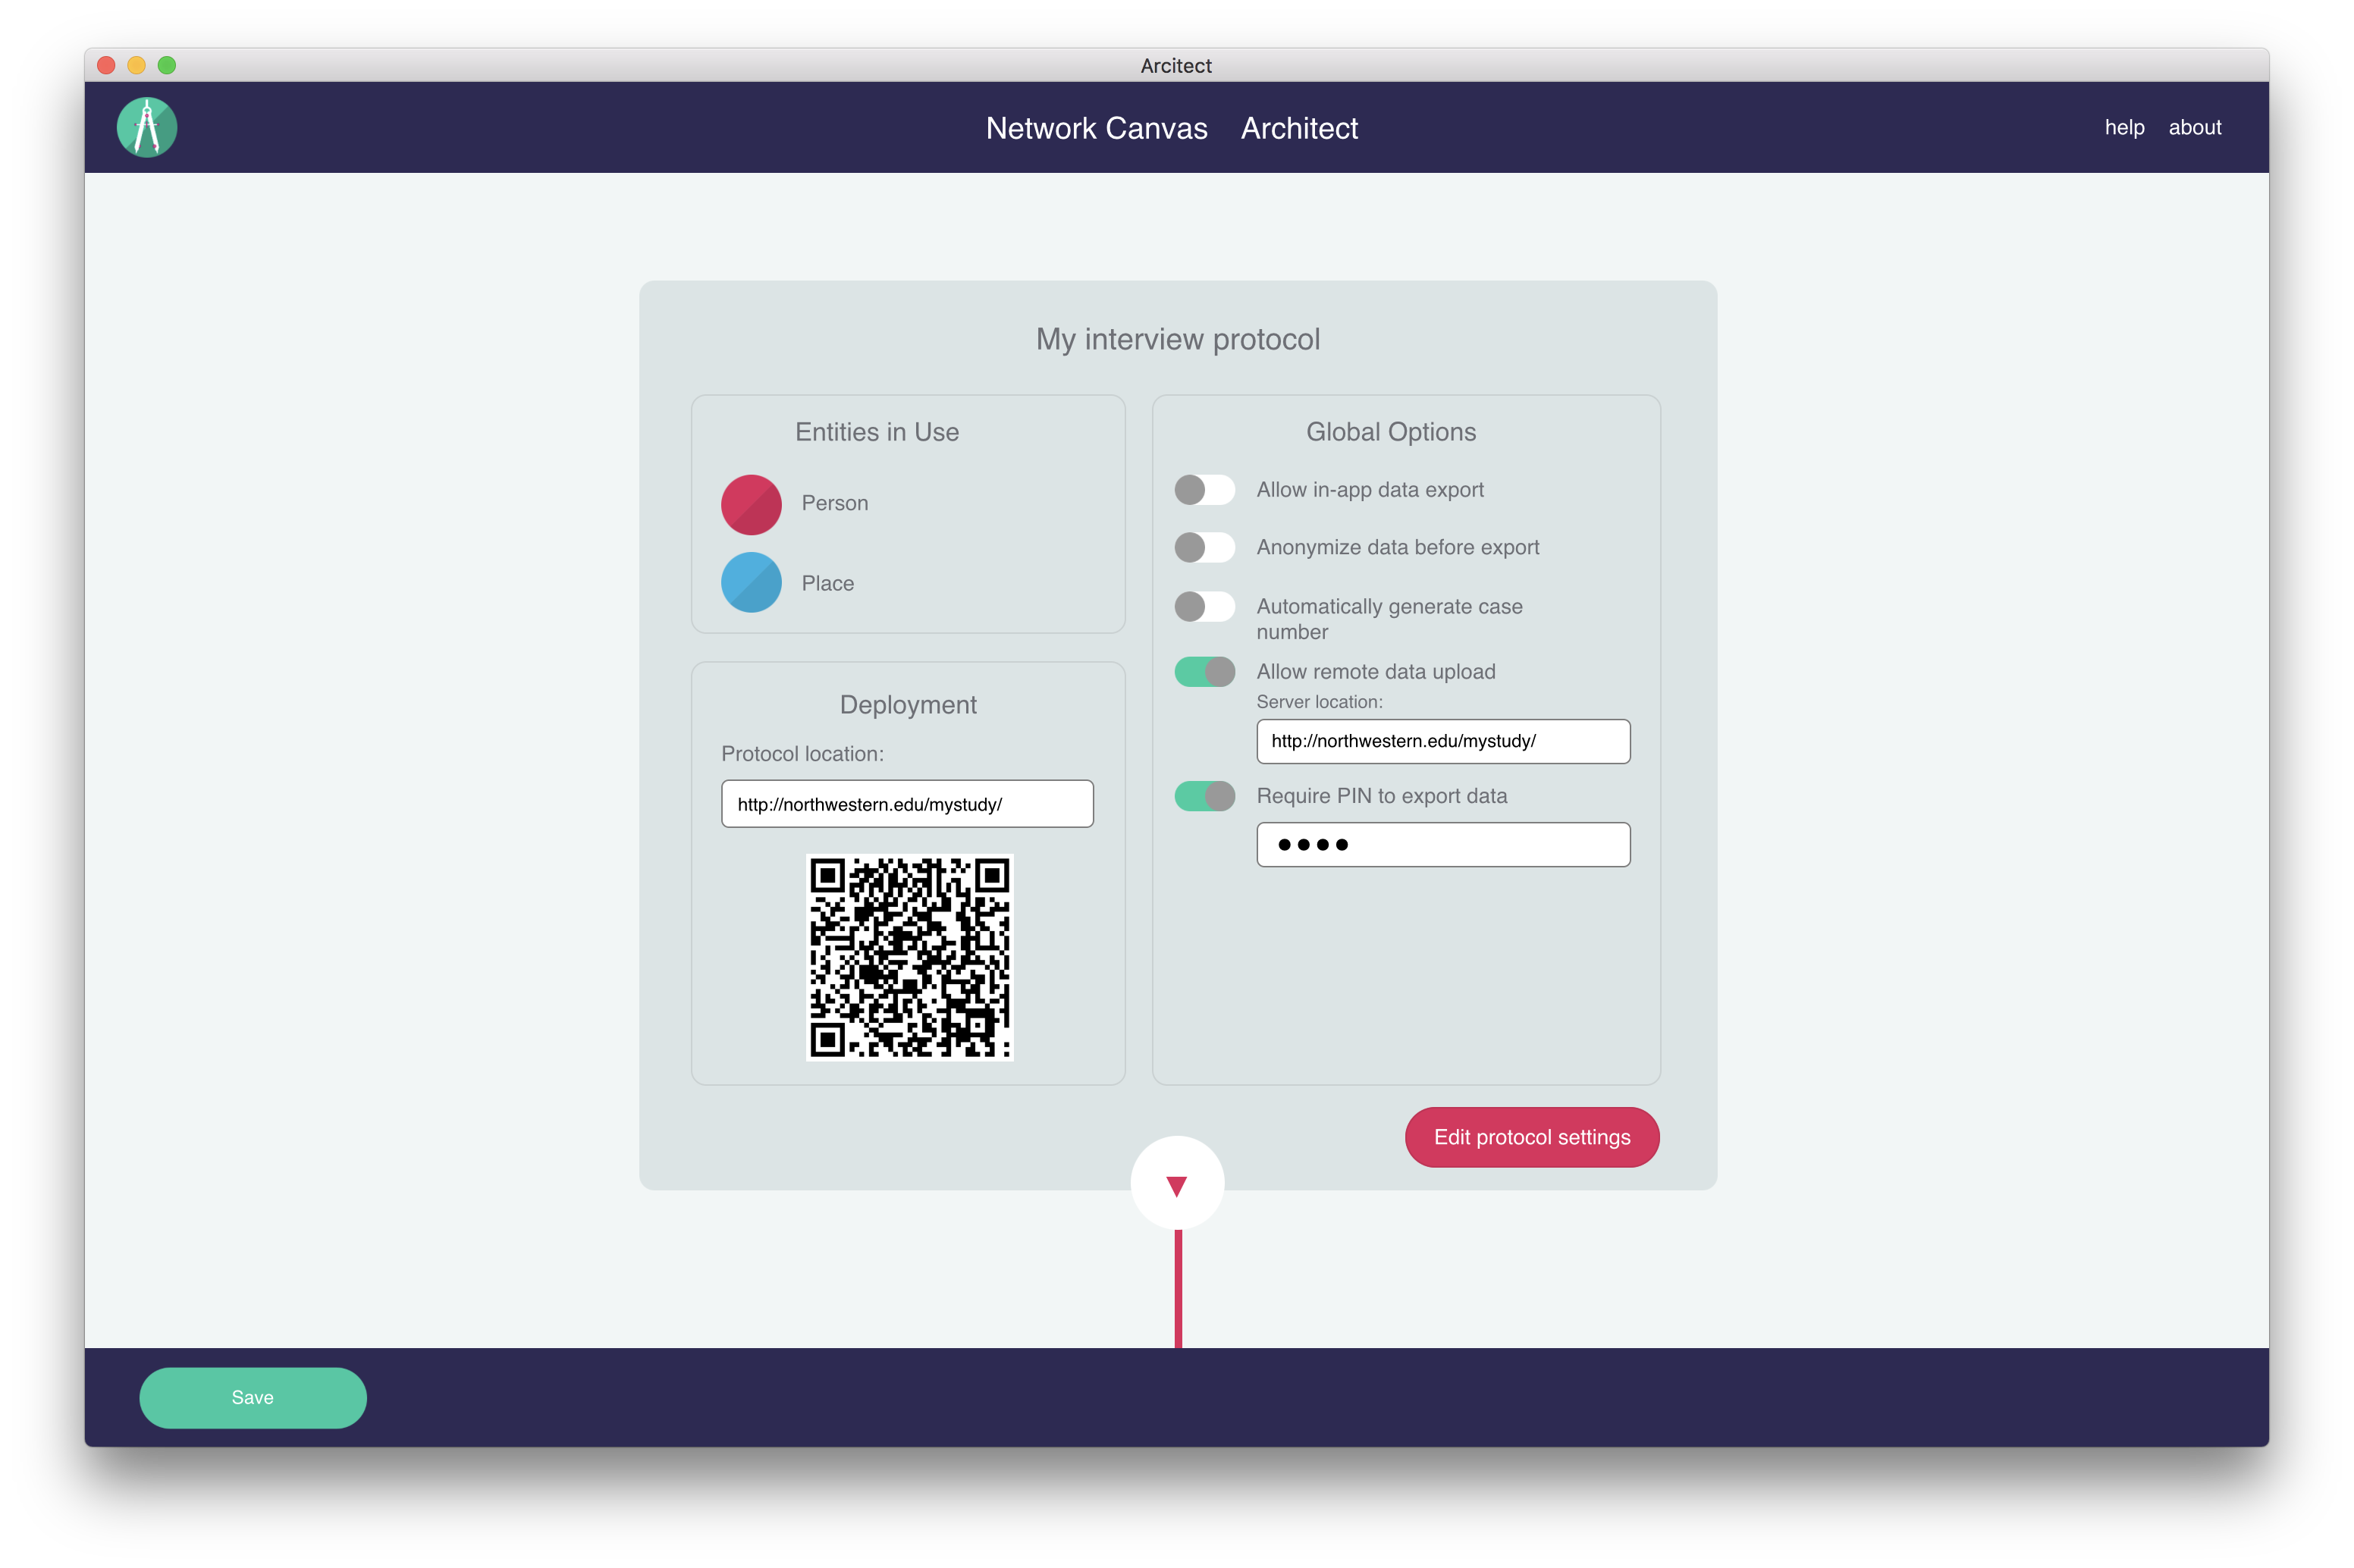 Arcitect
Network Canvas Architect
help about
My interview protocol
Entities in Use
Person
Place
Deployment
Protocol location:
http://northwestern.edu/mystudy/
Global Options
Allow in-app data export
Anonymize data before export
Automatically generate case
number
Allow remote data upload
Server location:
http://northwestern.edu/mystudy/
Require PIN to export data
Edit protocol settings
Save